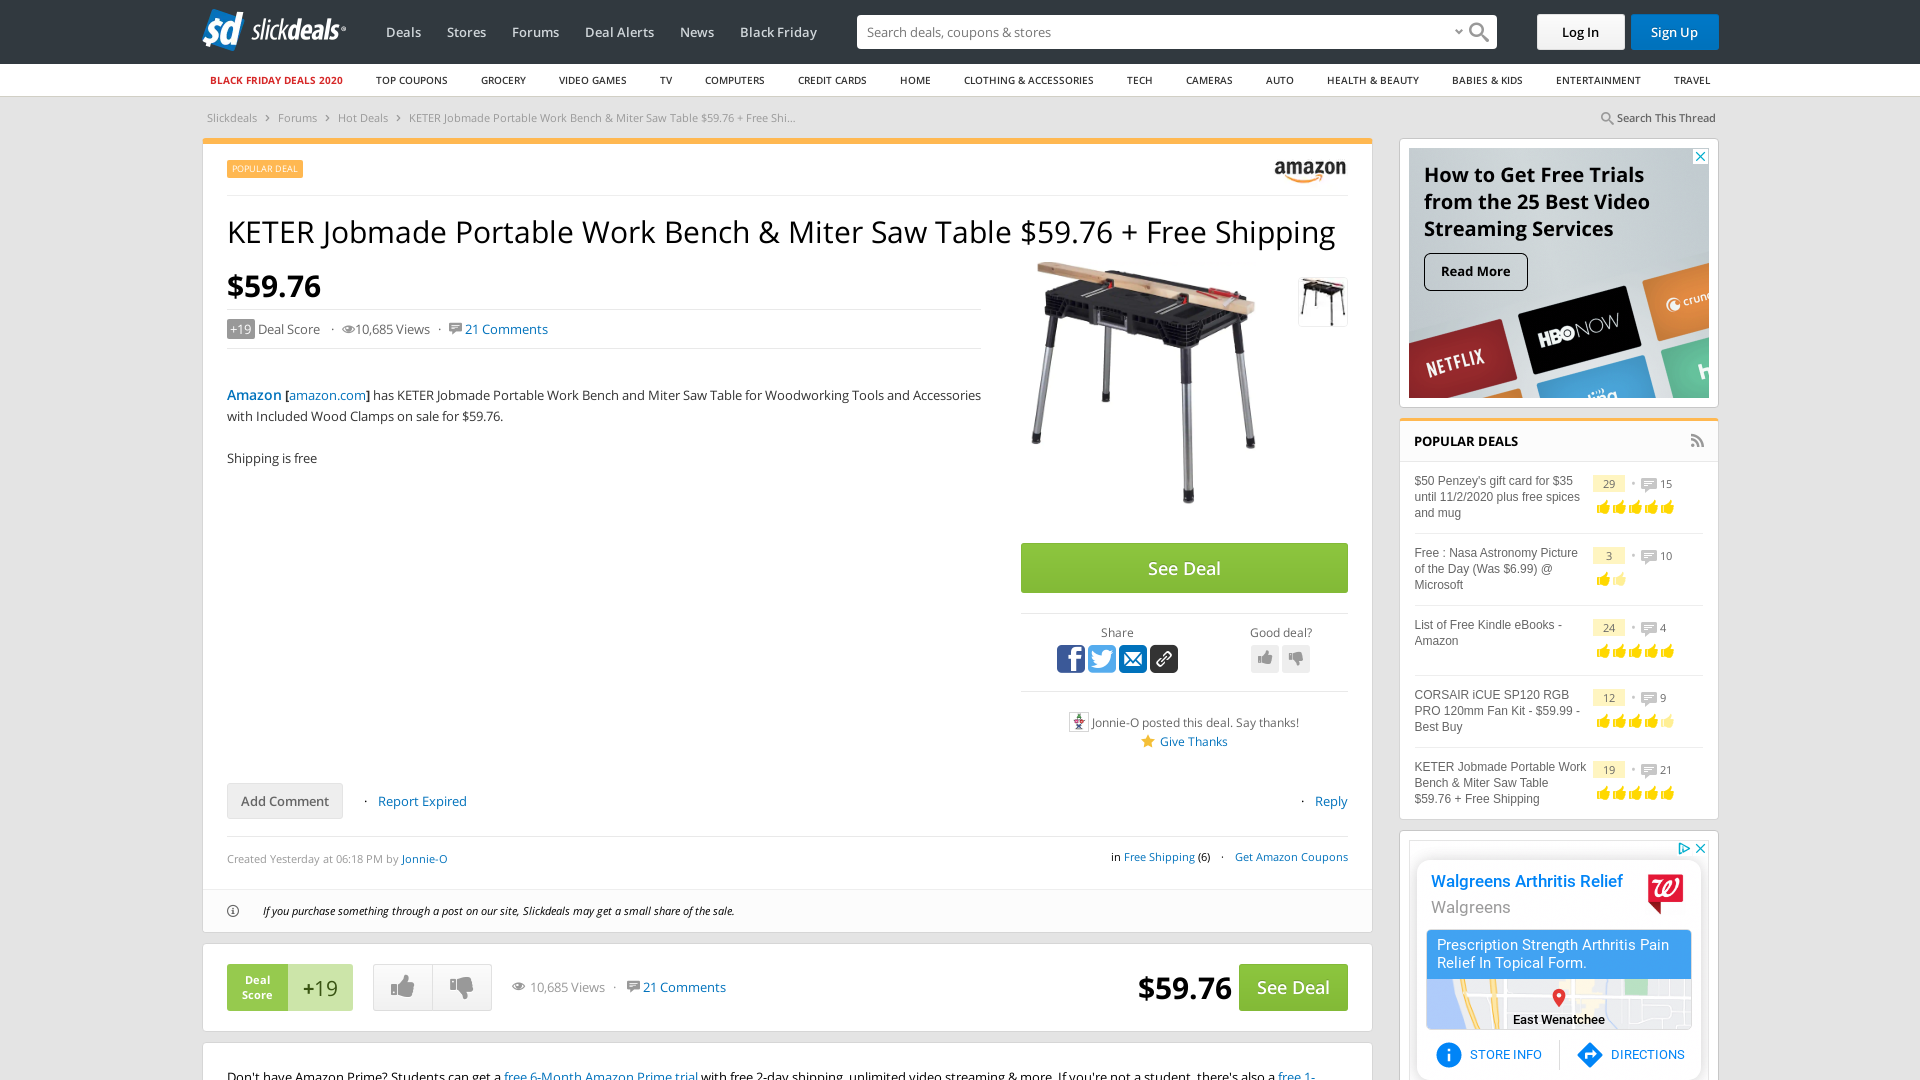 sd slickdeals
Deals Stores Forums Deal Alerts News Black Friday
Search deals, coupons & stores
Log In Sign Up
BLACK FRIDAY DEALS 2020 TOP COUPONS GROCERY VIDEO GAMES TV COMPUTERS CREDIT CARDS HOME CLOTHING & ACCESSORIES TECH CAMERAS AUTO HEALTH & BEAUTY BABIES & KIDS ENTERTAINMENT TRAVEL
Slickdeals › Forums › Hot Deals › KETER Jobmade Portable Work Bench & Miter Saw Table $59.76 + Free Shi...
Search This Thread
POPULAR DEAL
amazon
KETER Jobmade Portable Work Bench & Miter Saw Table $59.76 + Free Shipping
$59.76
+19 Deal Score · 10,685 Views · 21 Comments
Amazon [amazon.com] has KETER Jobmade Portable Work Bench and Miter Saw Table for Woodworking Tools and Accessories
with Included Wood Clamps on sale for $59.76.
Shipping is free
See Deal
Share
Good deal?
Jonnie-O posted this deal. Say thanks!
Give Thanks
Add Comment · Report Expired
· Reply
Created Yesterday at 06:18 PM by Jonnie-O
in Free Shipping (6) · Get Amazon Coupons
If you purchase something through a post on our site, Slickdeals may get a small share of the sale.
Deal
Score
+19
10,685 Views · 21 Comments
$59.76
See Deal
Don't have Amazon Prime? Students can get a free 6-Month Amazon Prime trial with free 2-day shipping, unlimited video streaming & more. If you're not a student, there's also a free 1-
How to Get Free Trials
from the 25 Best Video
Streaming Services
Read More
NETFLIX
HBO NOW
crunc
POPULAR DEALS
$50 Penzey's gift card for $35
until 11/2/2020 plus free spices
and mug
29 · 15
Free : Nasa Astronomy Picture
of the Day (Was $6.99) @
Microsoft
3 · 10
List of Free Kindle eBooks -
Amazon
24 · 4
CORSAIR iCUE SP120 RGB
PRO 120mm Fan Kit - $59.99 -
Best Buy
12 · 9
KETER Jobmade Portable Work
Bench & Miter Saw Table
$59.76 + Free Shipping
19 · 21
Walgreens Arthritis Relief
Walgreens
Prescription Strength Arthritis Pain
Relief In Topical Form.
East Wenatchee
STORE INFO
DIRECTIONS